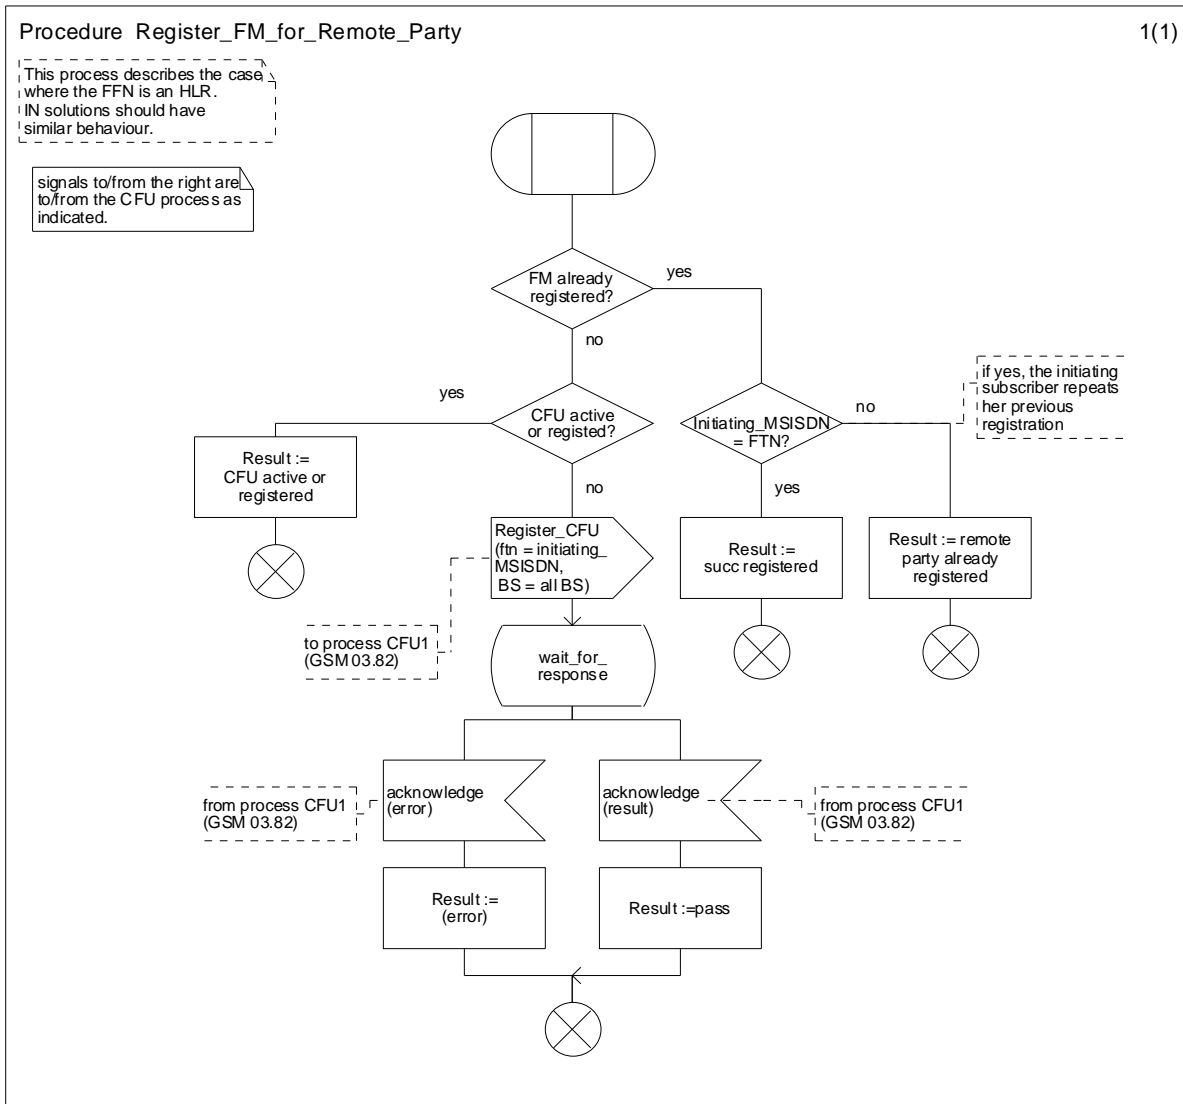 Procedure Register_FM_for_Remote_Party
1(1)
This process describes the case
where the FFN is an HLR.
IN solutions should have
similar behaviour.
signals to/from the right are
to/from the CFU process as
indicated.
FM already
registered?
yes
no
yes
CFU active
or registed?
Initiating_MSISDN
= FTN?
no
if yes, the initiating
subscriber repeats
her previous
registration
Result :=
CFU active or
registered
no
yes
Register_CFU
(ftn = initiating_
MSISDN,
BS = all BS)
Result :=
succ registered
Result := remote
party already
registered
to process CFU1
(GSM 03.82)
wait_for_
response
from process CFU1
(GSM 03.82)
acknowledge
(error)
acknowledge
(result)
from process CFU1
(GSM 03.82)
Result :=
(error)
Result :=pass